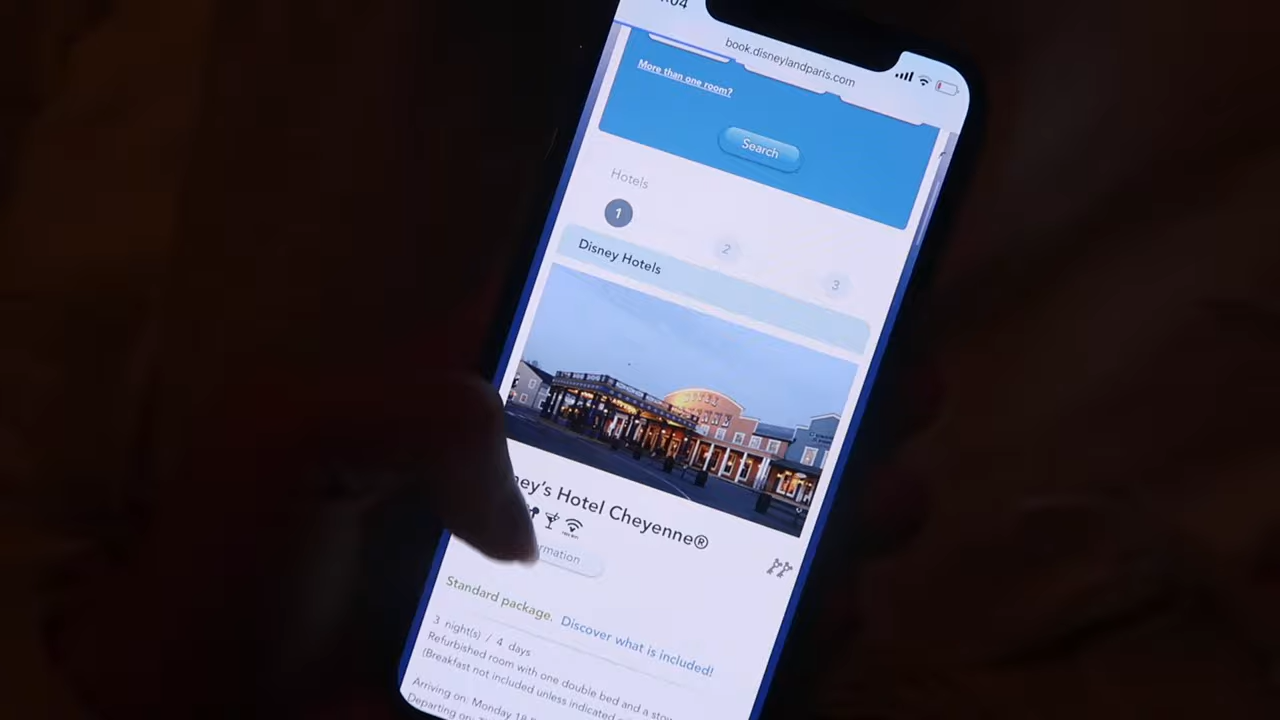 book.disneylandparis.com
More than one room?
Search
Hotels
1
2
3
Disney Hotels
Hotel Cheyenne®
Standard package. Discover what is included!
3 night(s) / 4 days
Refurbished room with one double bed and a
(Breakfast not included unless indicated
Arriving on: Monday 18
Departing on: